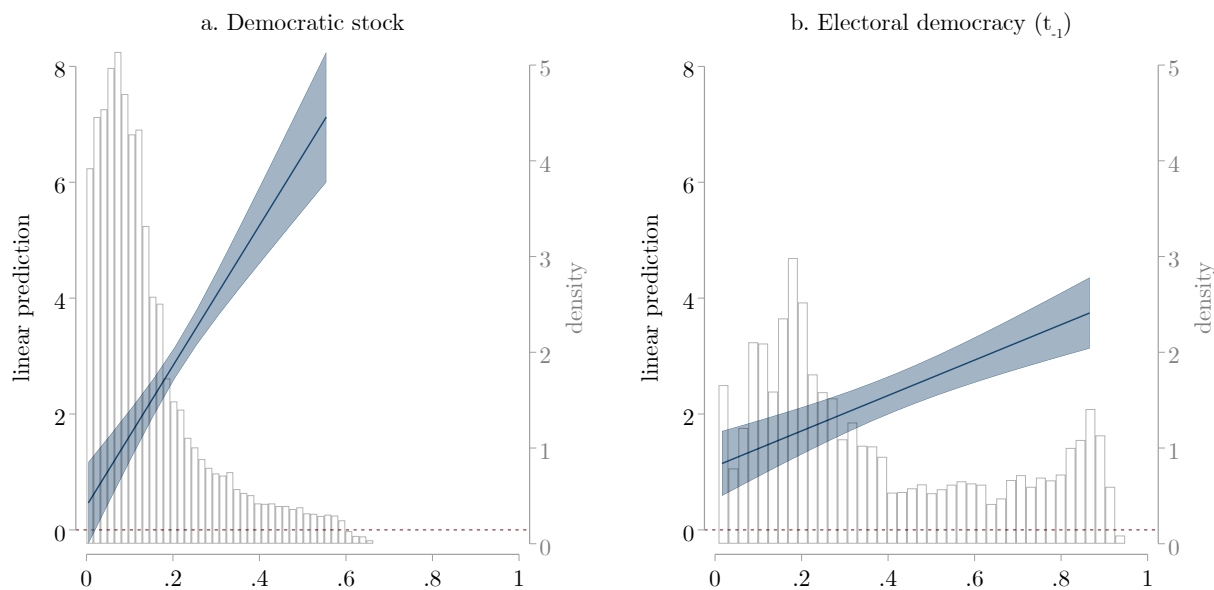 a. Democratic stock
8
6
4
2
0
linear prediction
5
4
3
2
1
0
density
0 .2 .4 .6 .8 1
b. Electoral democracy (t-1)
8
6
4
2
0
linear prediction
5
4
3
2
1
0
density
0 .2 .4 .6 .8 1